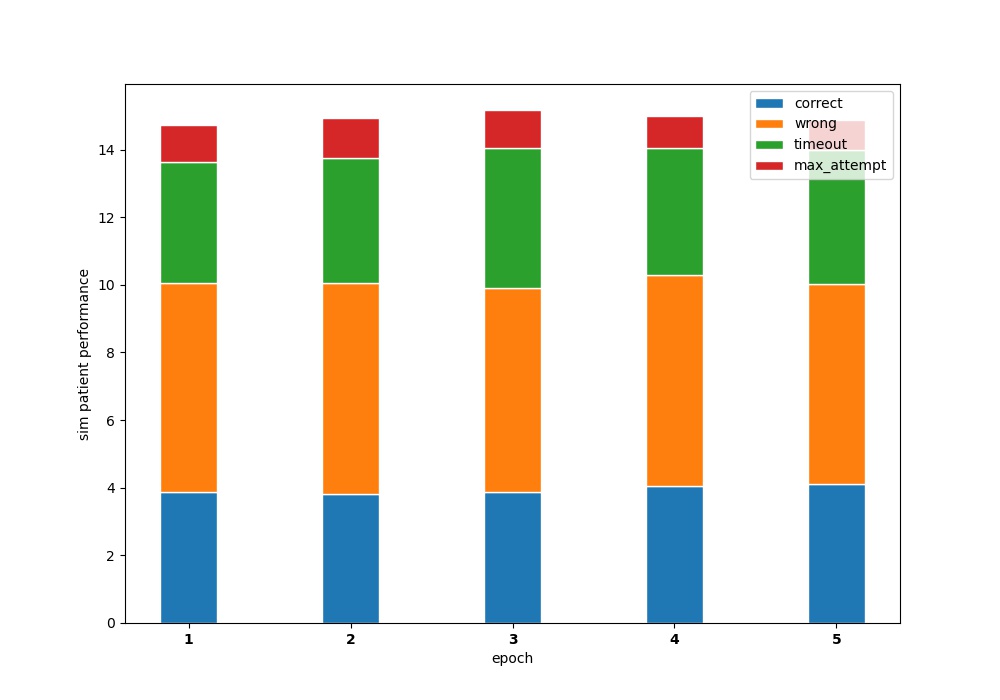 correct
wrong
timeout
max_attempt
14
12
10
8
6
4
2
0
sim patient performance
1 2 3 4 5
epoch